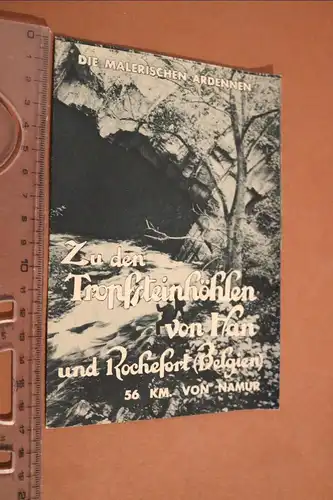 DIE MALERISCHEN ARDENNEN
Zu den
Tropfsteinhöhlen
von Han
und Rochefort (Belgien)
56 KM. VON NAMUR